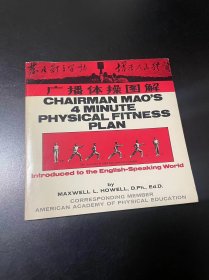 广播体操图解
CHAIRMAN MAO'S
4 MINUTE
PHYSICAL FITNESS
PLAN
Introduced to the English-Speaking World
by
MAXWELL L. HOWELL, D.Phil., Ed.D.
CORRESPONDING MEMBER
AMERICAN ACADEMY OF PHYSICAL EDUCATION